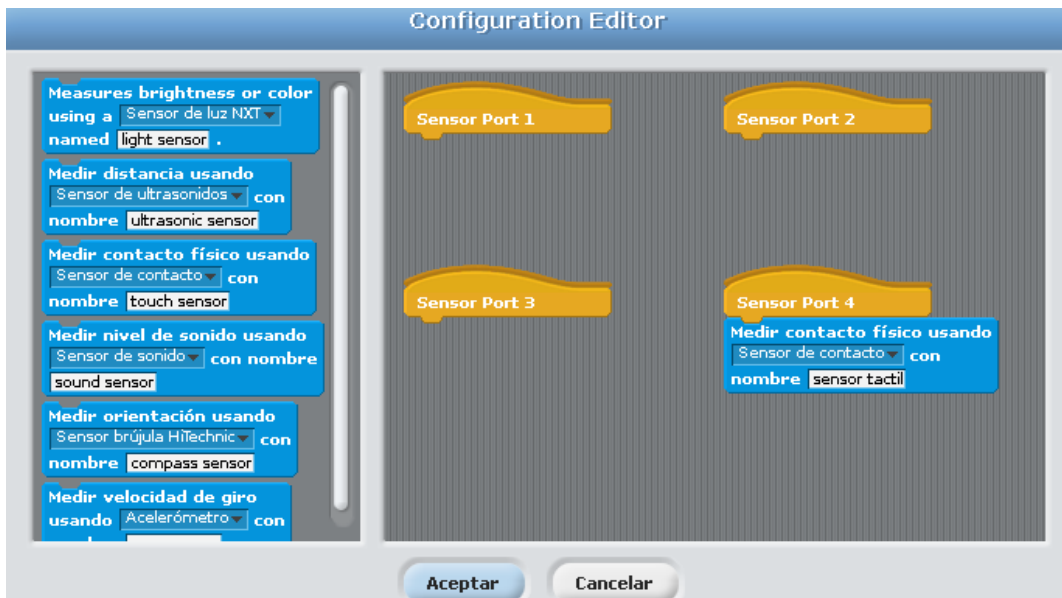 Configuration Editor
Measures brightness or color
using a Sensor de luz NXT
named light sensor .
Medir distancia usando
Sensor de ultrasonidos con
nombre ultrasonic sensor
Medir contacto físico usando
Sensor de contacto con
nombre touch sensor
Medir nivel de sonido usando
Sensor de sonido con nombre
sound sensor
Medir orientación usando
Sensor brújula HiTechnic con
nombre compass sensor
Medir velocidad de giro
usando Acelerómetro con
Sensor Port 1
Sensor Port 2
Sensor Port 3
Sensor Port 4
Medir contacto físico usando
Sensor de contacto con
nombre sensor tactil
Aceptar
Cancelar